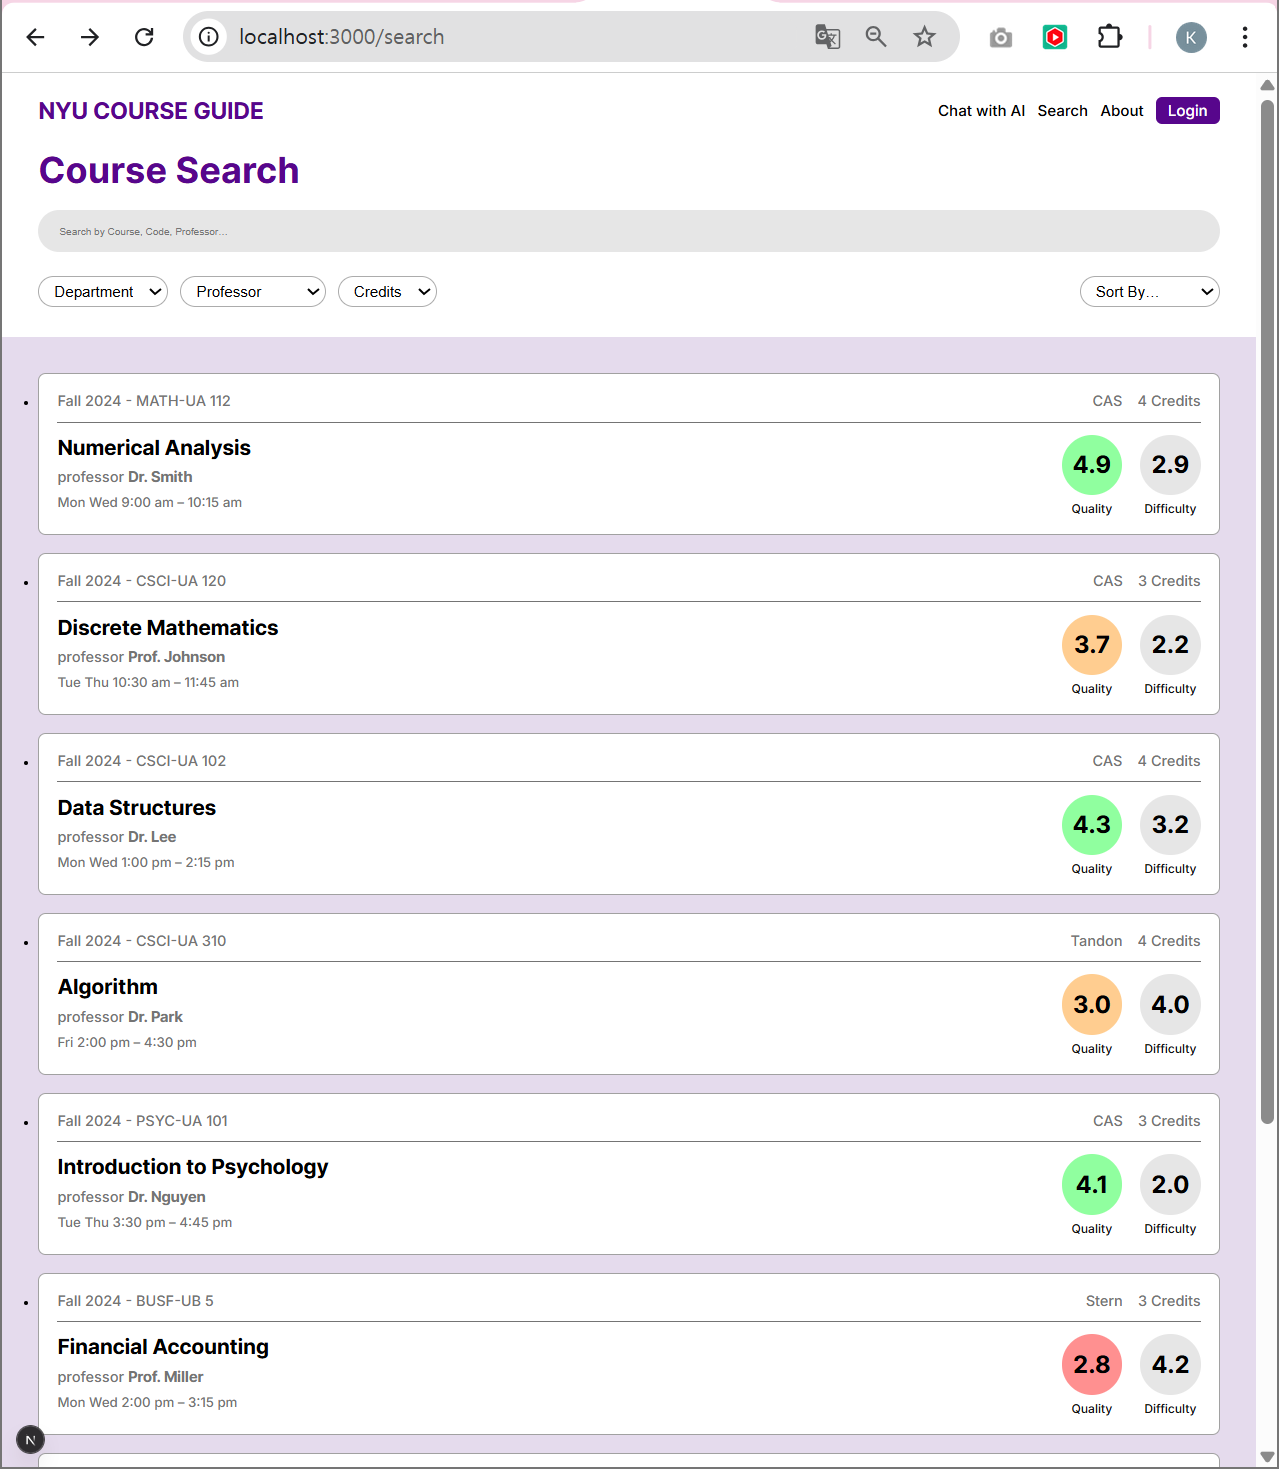 localhost:3000/search
K
NYU COURSE GUIDE
Chat with AI Search About Login
Course Search
Search by Course, Code, Professor...
Department Professor Credits Sort By...
Fall 2024 - MATH-UA 112 CAS 4 Credits
Numerical Analysis
professor Dr. Smith
Mon Wed 9:00 am – 10:15 am
4.9 2.9
Quality Difficulty
Fall 2024 - CSCI-UA 120 CAS 3 Credits
Discrete Mathematics
professor Prof. Johnson
Tue Thu 10:30 am – 11:45 am
3.7 2.2
Quality Difficulty
Fall 2024 - CSCI-UA 102 CAS 4 Credits
Data Structures
professor Dr. Lee
Mon Wed 1:00 pm – 2:15 pm
4.3 3.2
Quality Difficulty
Fall 2024 - CSCI-UA 310 Tandon 4 Credits
Algorithm
professor Dr. Park
Fri 2:00 pm – 4:30 pm
3.0 4.0
Quality Difficulty
Fall 2024 - PSYC-UA 101 CAS 3 Credits
Introduction to Psychology
professor Dr. Nguyen
Tue Thu 3:30 pm – 4:45 pm
4.1 2.0
Quality Difficulty
Fall 2024 - BUSF-UB 5 Stern 3 Credits
Financial Accounting
professor Prof. Miller
Mon Wed 2:00 pm – 3:15 pm
2.8 4.2
Quality Difficulty
N